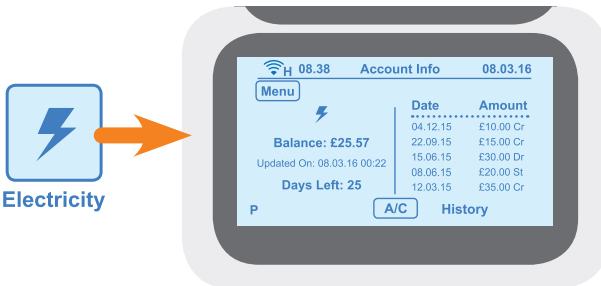 Electricity
H 08.38 Account Info 08.03.16
Menu
Balance: £25.57
Updated On: 08.03.16 00:22
Days Left: 25
Date Amount
04.12.15 £10.00 Cr
22.09.15 £15.00 Cr
15.06.15 £30.00 Dr
08.06.15 £20.00 St
12.03.15 £35.00 Cr
P A/C History